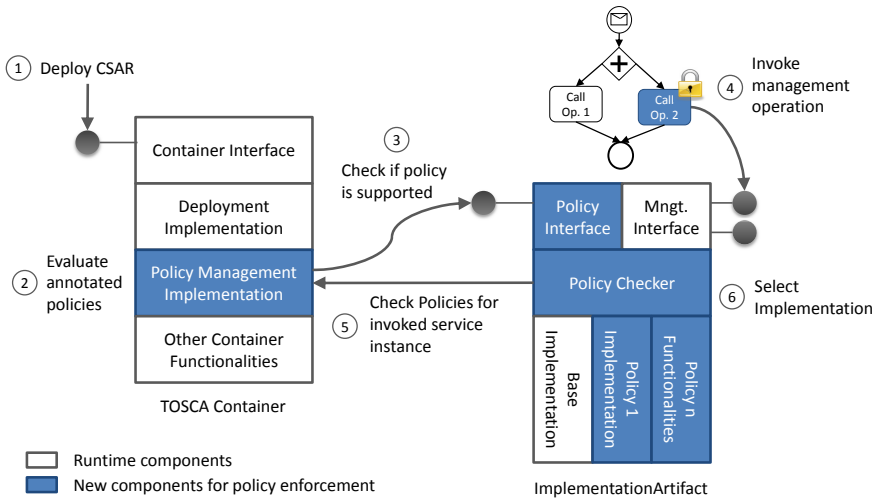 1 Deploy CSAR
Container Interface
Deployment
Implementation
Policy Management
Implementation
Other Container
Functionalities
TOSCA Container
2 Evaluate
annotated
policies
3
Check if policy
is supported
Call
Op. 1
Call
Op. 2
4 Invoke
management
operation
Policy
Interface
Mngt.
Interface
Policy Checker
5 Check Policies for
invoked service
instance
6 Select
Implementation
Base
Implementation
Policy 1
Implementation
Policy n
Functionalities
ImplementationArtifact
Runtime components
New components for policy enforcement